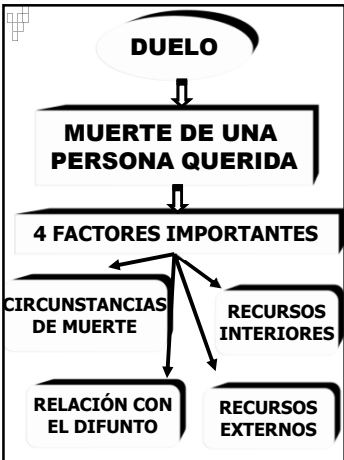 DUELO
MUERTE DE UNA
PERSONA QUERIDA
4 FACTORES IMPORTANTES
CIRCUNSTANCIAS
DE MUERTE
RECURSOS
INTERIORES
RELACIÓN CON
EL DIFUNTO
RECURSOS
EXTERNOS